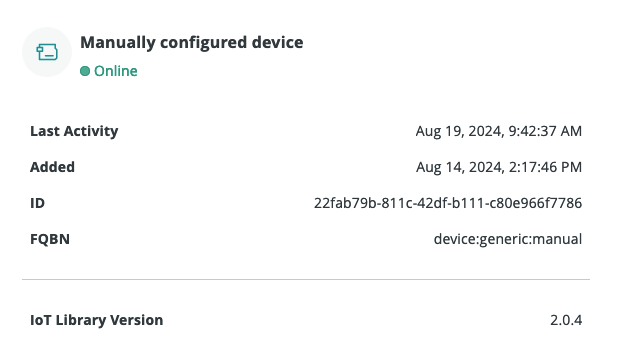 Manually configured device
Online
Last Activity Aug 19, 2024, 9:42:37 AM
Added Aug 14, 2024, 2:17:46 PM
ID 22fab79b-811c-42df-b111-c80e966f7786
FQBN device:generic:manual
IoT Library Version 2.0.4